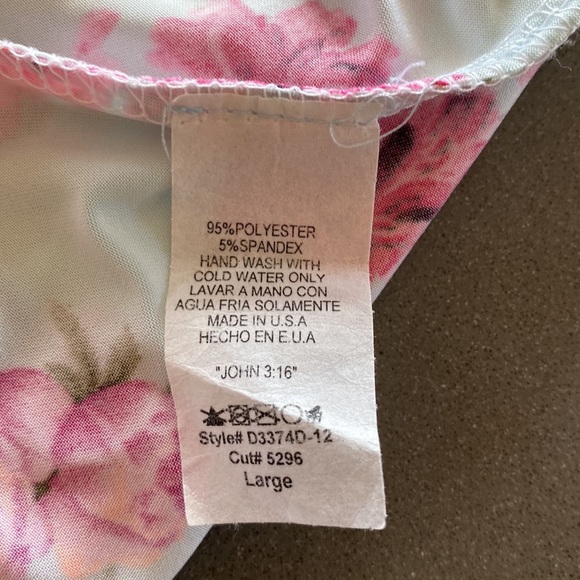 95%POLYESTER
5%SPANDEX
HAND WASH WITH
COLD WATER ONLY
LAVAR A MANO CON
AGUA FRIA SOLAMENTE
MADE IN U.S.A
HECHO EN E.U.A
"JOHN 3:16"
Style# D3374D-12
Cut# 5296
Large